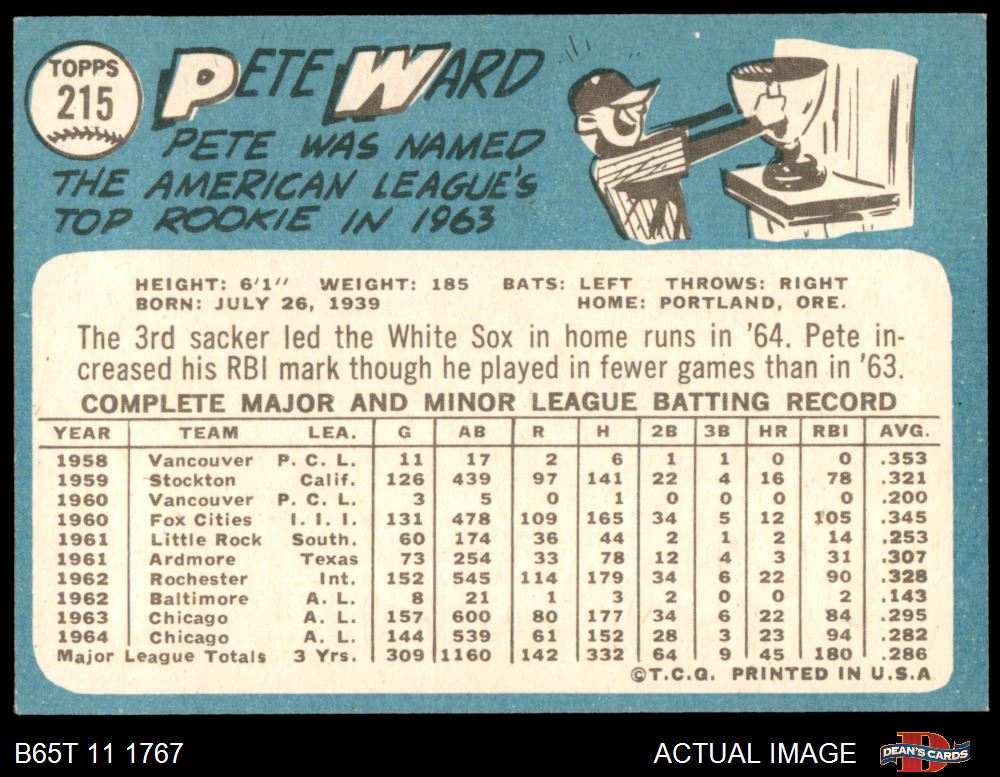 TOPPS
215
PETE WARD
PETE WAS NAMED
THE AMERICAN LEAGUE'S
TOP ROOKIE IN 1963
HEIGHT: 6'1" WEIGHT: 185 BATS: LEFT THROWS: RIGHT
BORN: JULY 26, 1939 HOME: PORTLAND, ORE.
The 3rd sacker led the White Sox in home runs in '64. Pete in-
creased his RBI mark though he played in fewer games than in '63.
COMPLETE MAJOR AND MINOR LEAGUE BATTING RECORD
YEAR TEAM LEA. G AB R H 2B 3B HR RBI AVG.
1958 Vancouver P. C. L. 11 17 2 6 1 1 0 0 .353
1959 Stockton Calif. 126 439 97 141 22 4 16 78 .321
1960 Vancouver P. C. L. 3 5 0 1 0 0 0 0 .200
1960 Fox Cities I. I. I. 131 478 109 165 34 5 12 105 .345
1961 Little Rock South. 60 174 36 44 2 1 2 14 .253
1961 Ardmore Texas 73 254 33 78 12 4 3 31 .307
1962 Rochester Int. 152 545 114 179 34 6 22 90 .328
1962 Baltimore A. L. 8 21 1 3 2 0 0 2 .143
1963 Chicago A. L. 157 600 80 177 34 6 22 84 .295
1964 Chicago A. L. 144 539 61 152 28 3 23 94 .282
Major League Totals 3 Yrs. 309 1160 142 332 64 9 45 180 .286
©T.C.G. PRINTED IN U.S.A
B65T 11 1767 ACTUAL IMAGE DEAN'S CARDS